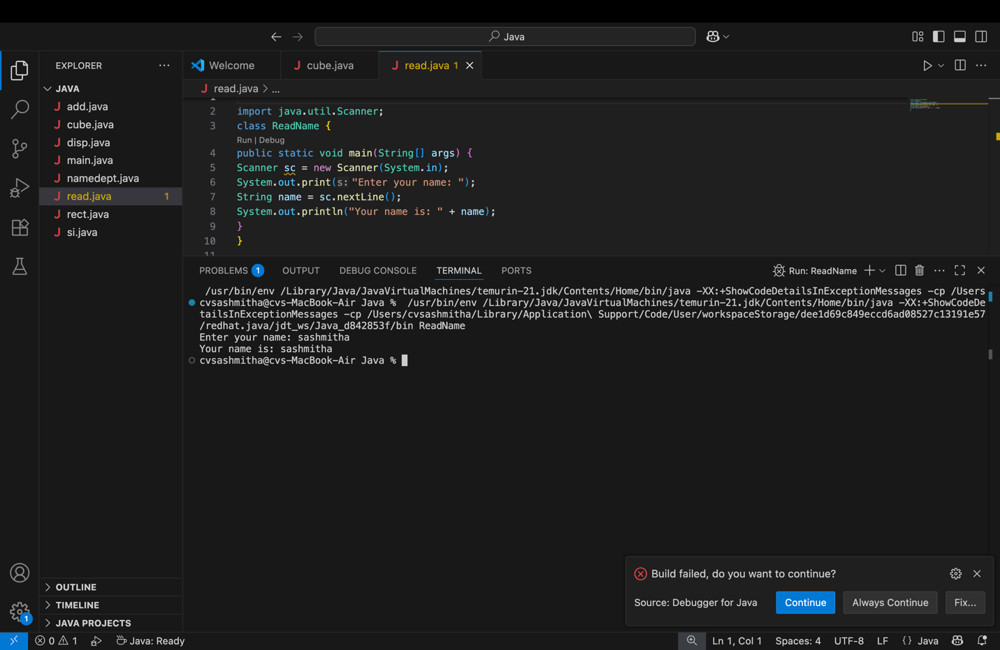 Java
EXPLORER
Welcome
cube.java
read.java 1
JAVA
read.java > ...
add.java
cube.java
disp.java
main.java
namedept.java
read.java 1
rect.java
si.java
1
2 import java.util.Scanner;
3 class ReadName {
Run | Debug
4 public static void main(String[] args) {
5 Scanner sc = new Scanner(System.in);
6 System.out.print(s: "Enter your name: ");
7 String name = sc.nextLine();
8 System.out.println("Your name is: " + name);
9 }
10 }
11
PROBLEMS 1 OUTPUT DEBUG CONSOLE TERMINAL PORTS
Run: ReadName
/usr/bin/env /Library/Java/JavaVirtualMachines/temurin-21.jdk/Contents/Home/bin/java -XX:+ShowCodeDetailsInExceptionMessages -cp /Users
cvsashmitha@cvs-MacBook-Air Java % /usr/bin/env /Library/Java/JavaVirtualMachines/temurin-21.jdk/Contents/Home/bin/java -XX:+ShowCodeDe
tailsInExceptionMessages -cp /Users/cvsashmitha/Library/Application\ Support/Code/User/workspaceStorage/dee1d69c849eccd6ad08527c13191e57
/redhat.java/jdt_ws/Java_d842853f/bin ReadName
Enter your name: sashmitha
Your name is: sashmitha
cvsashmitha@cvs-MacBook-Air Java %
Build failed, do you want to continue?
Source: Debugger for Java
Continue
Always Continue
Fix...
OUTLINE
TIMELINE
JAVA PROJECTS
1
0 1 Java: Ready
Ln 1, Col 1 Spaces: 4 UTF-8 LF {} Java